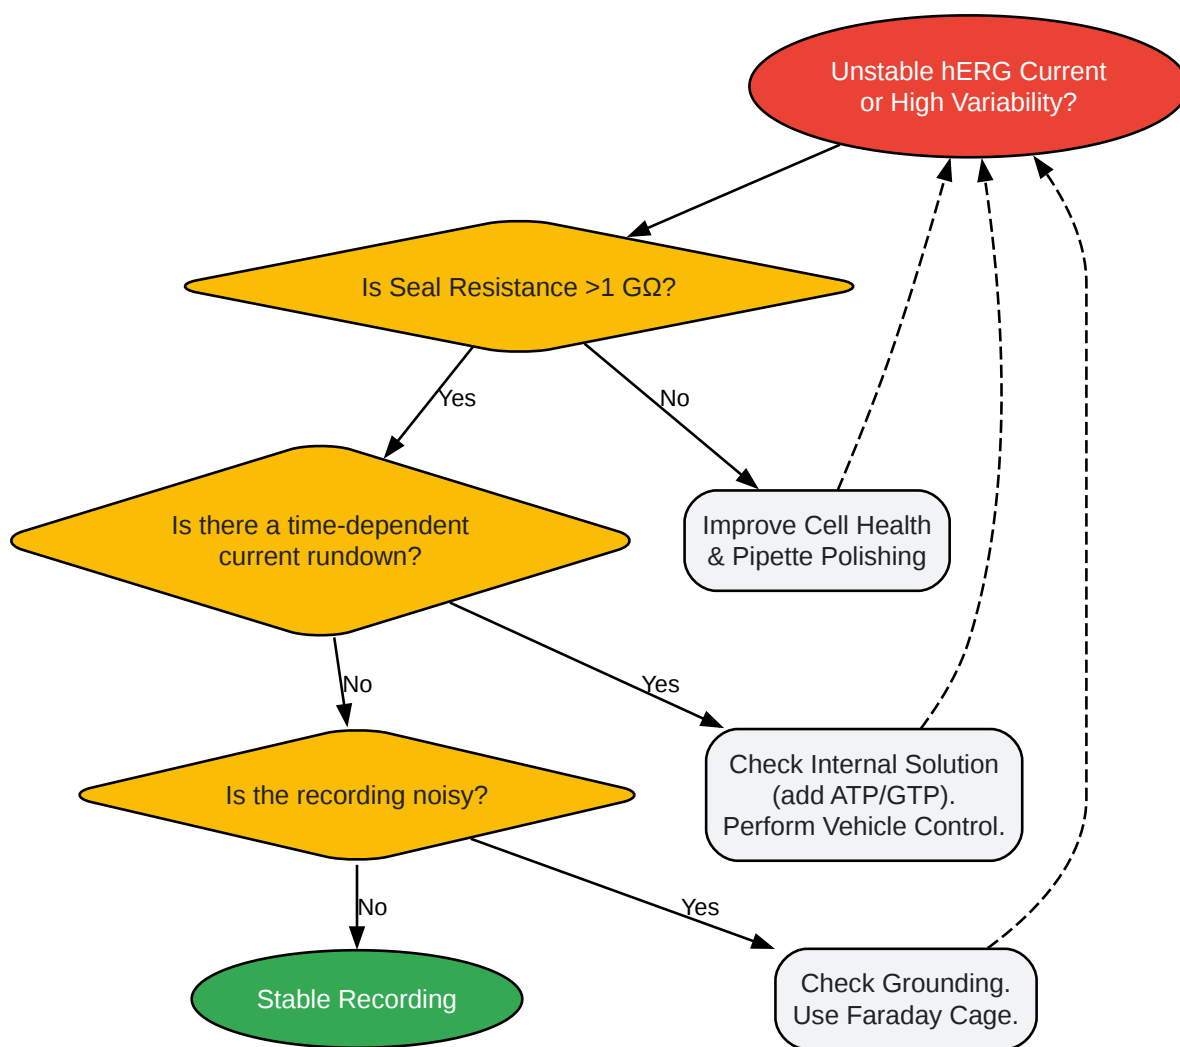 Unstable hERG Current
or High Variability?
Is Seal Resistance >1 GΩ?
Yes
No
Is there a time-dependent
current rundown?
Improve Cell Health
& Pipette Polishing
No
Yes
Is the recording noisy?
Check Internal Solution
(add ATP/GTP).
Perform Vehicle Control.
No
Yes
Stable Recording
Check Grounding.
Use Faraday Cage.